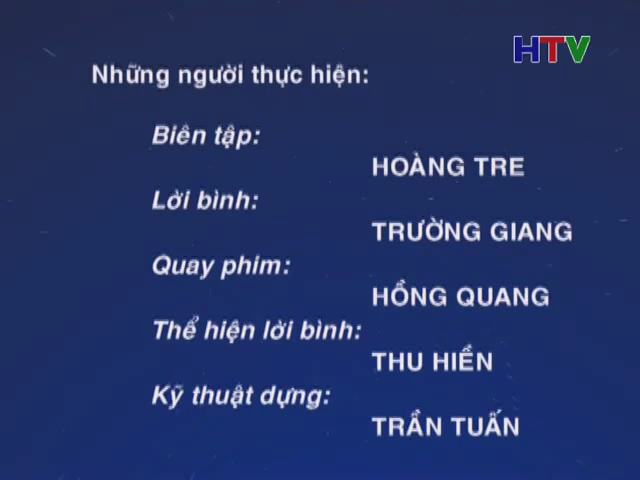 HTV
Những người thực hiện:
Biên tập:
HOÀNG TRE
Lời bình:
TRƯỜNG GIANG
Quay phim:
HỒNG QUANG
Thể hiện lời bình:
THU HIỀN
Kỹ thuật dựng:
TRẦN TUẤN